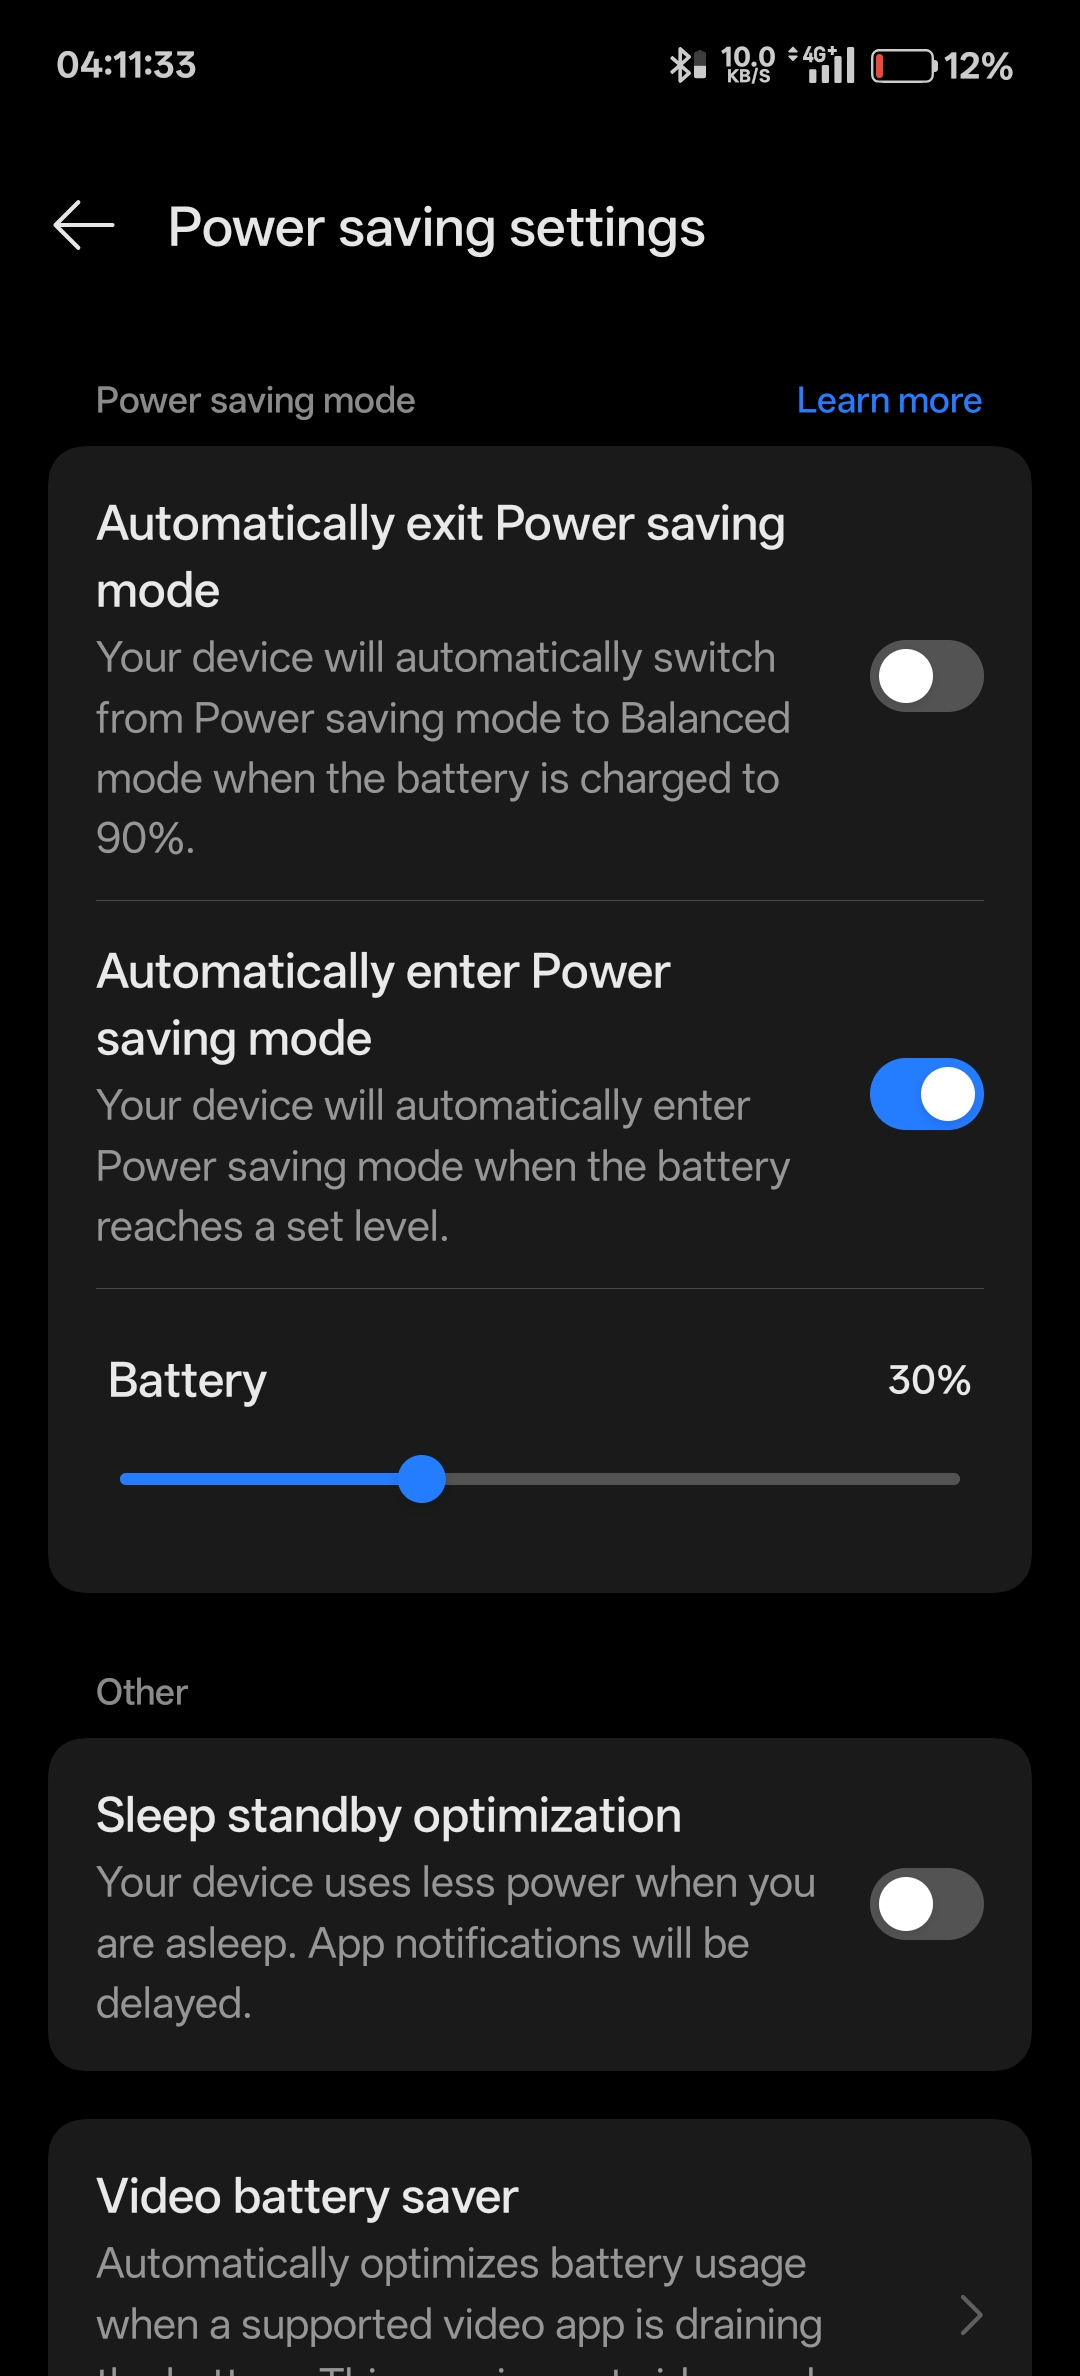 04:11:33
10.0
KB/S
4G+
12%
Power saving settings
Power saving mode
Learn more
Automatically exit Power saving
mode
Your device will automatically switch
from Power saving mode to Balanced
mode when the battery is charged to
90%.
Automatically enter Power
saving mode
Your device will automatically enter
Power saving mode when the battery
reaches a set level.
Battery
30%
Other
Sleep standby optimization
Your device uses less power when you
are asleep. App notifications will be
delayed.
Video battery saver
Automatically optimizes battery usage
when a supported video app is draining